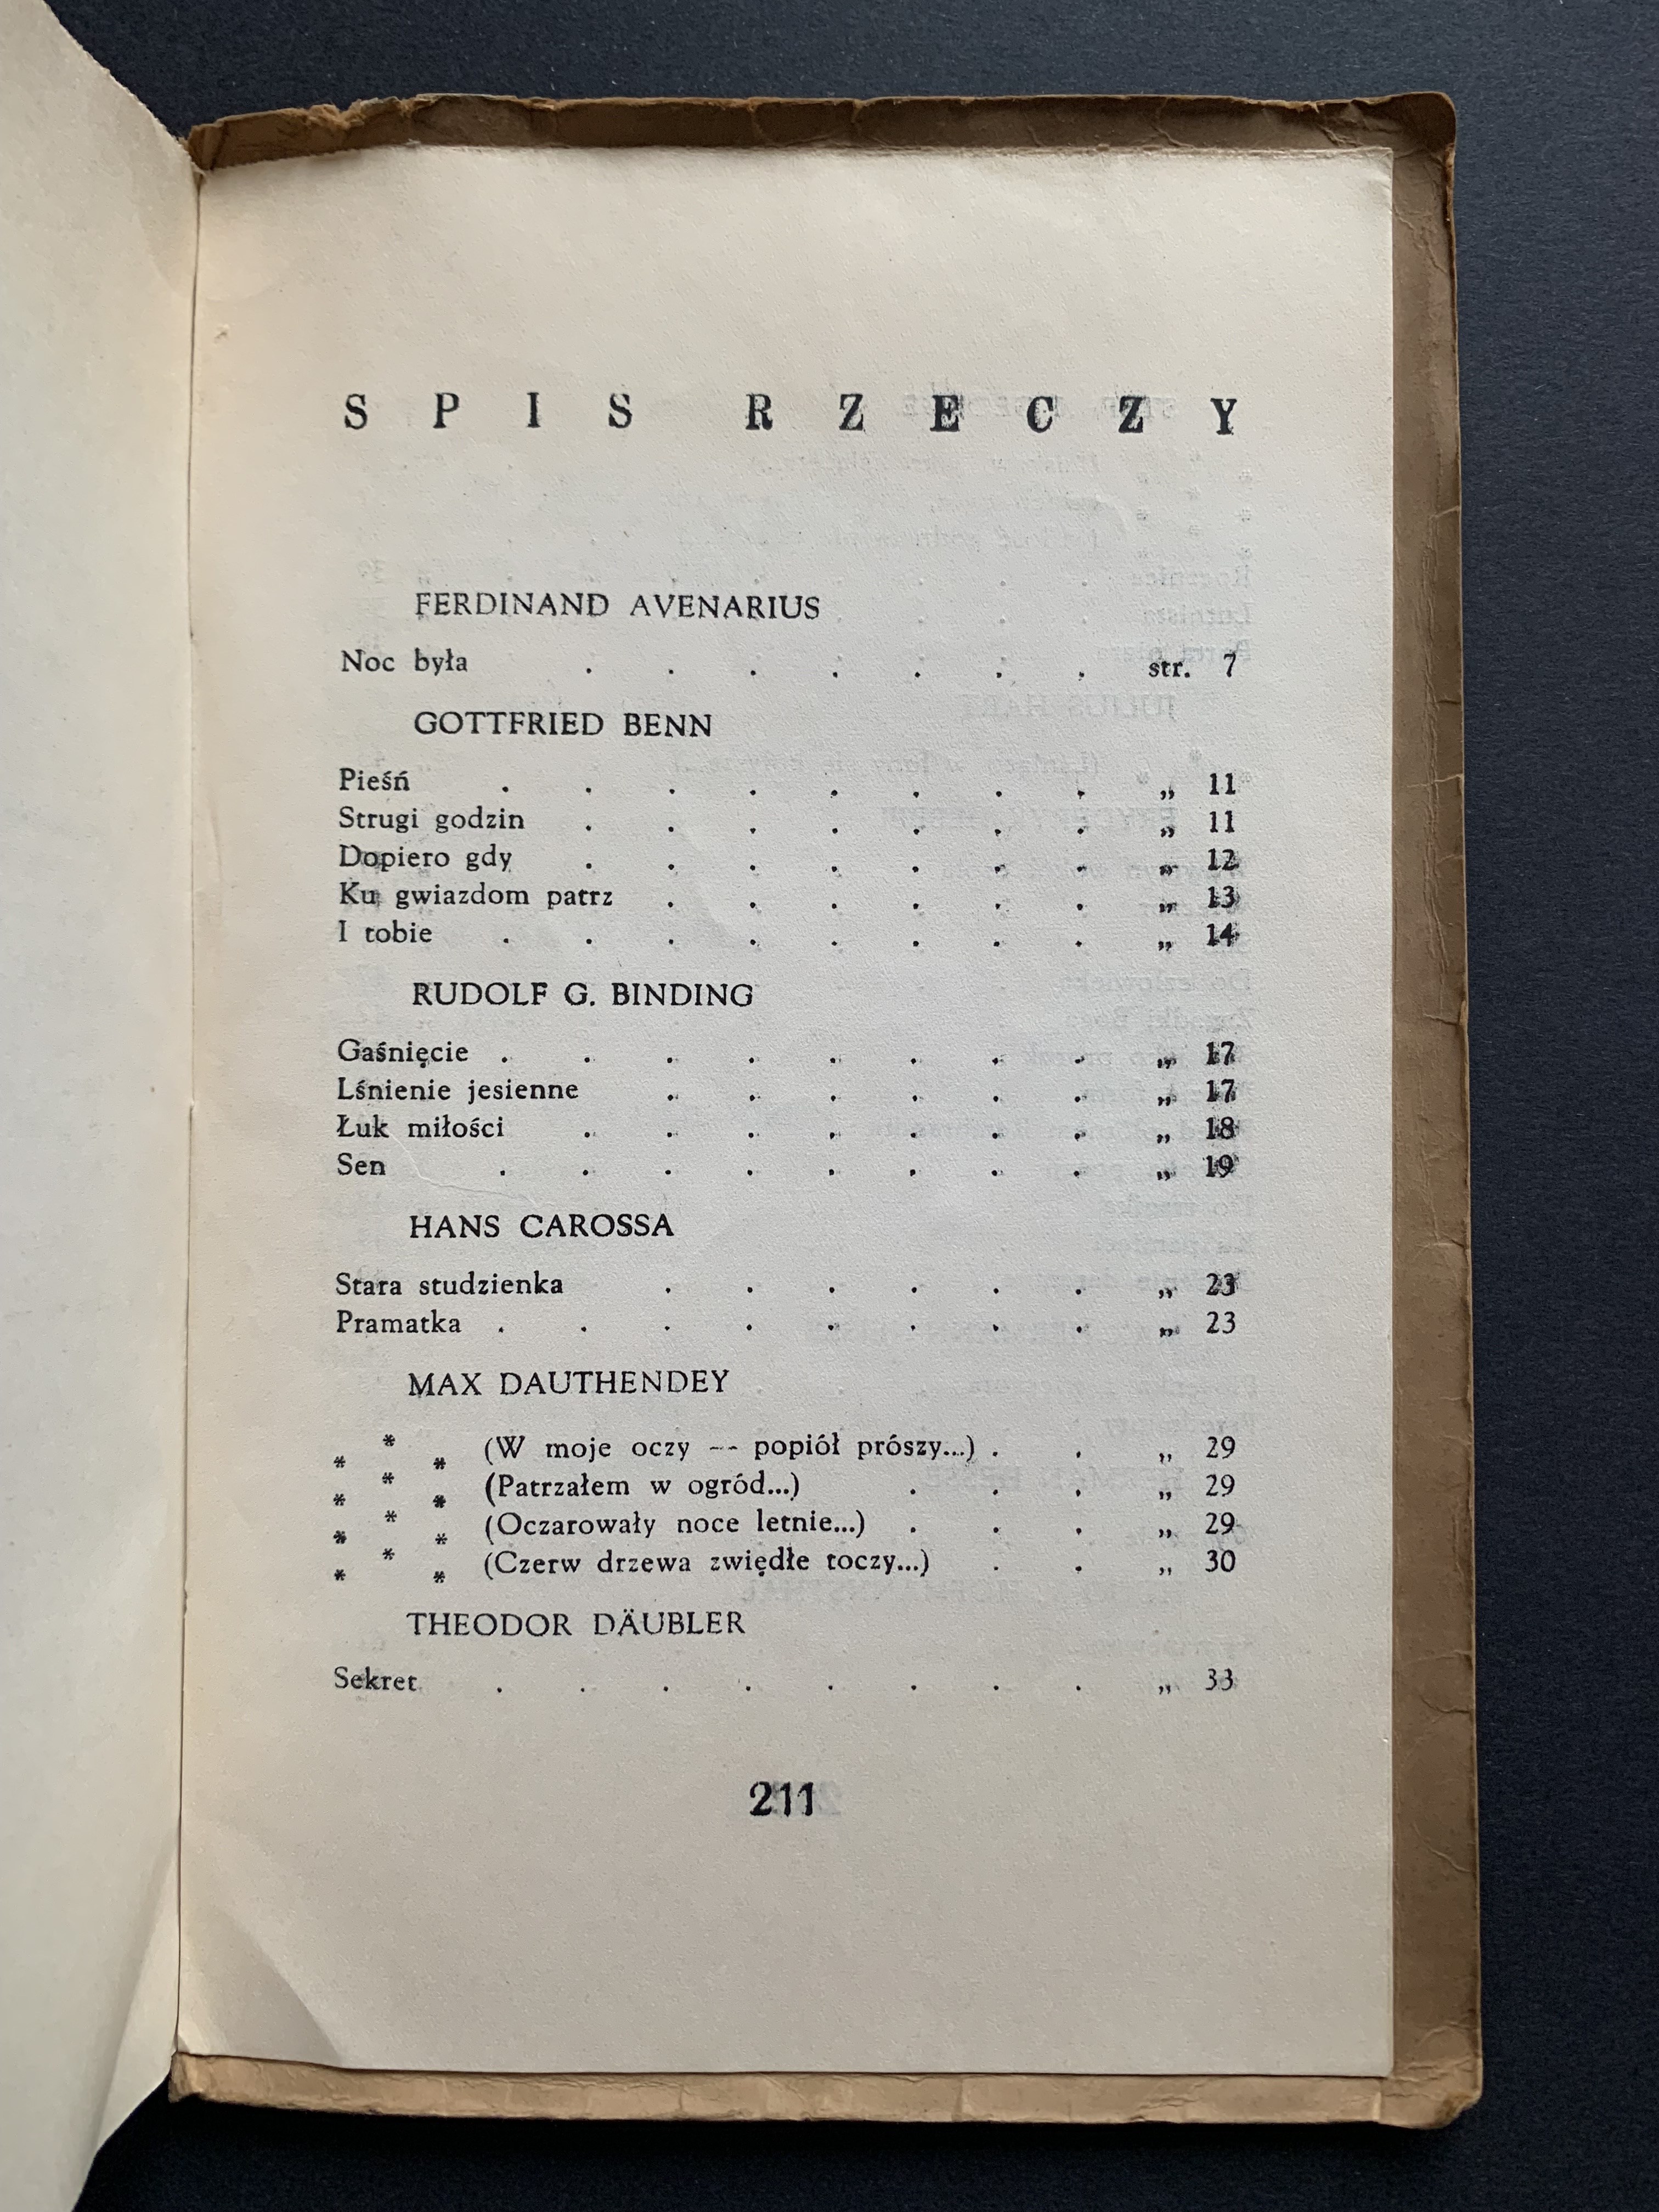 SPIS RZECZY
FERDINAND AVENARIUS
Noc była . . . . . . . str. 7
GOTTFRIED BENN
Pieśń . . . . . . . . „ 11
Strugi godzin . . . . . . . „ 11
Dopiero gdy . . . . . . . „ 12
Ku gwiazdom patrz . . . . . . „ 13
I tobie . . . . . . . . „ 14
RUDOLF G. BINDING
Gaśnięcie . . . . . . . . „ 17
Lśnienie jesienne . . . . . . „ 17
Łuk miłości . . . . . . . „ 18
Sen . . . . . . . . „ 19
HANS CAROSSA
Stara studzienka . . . . . . „ 23
Pramatka . . . . . . . . „ 23
MAX DAUTHENDEY
* * * (W moje oczy -- popiół prószy...) . . „ 29
* * * (Patrzałem w ogród...) . . . „ 29
* * * (Oczarowały noce letnie...) . . . „ 29
* * * (Czerw drzewa zwiędłe toczy...) . . „ 30
THEODOR DÄUBLER
Sekret . . . . . . . . „ 33
211